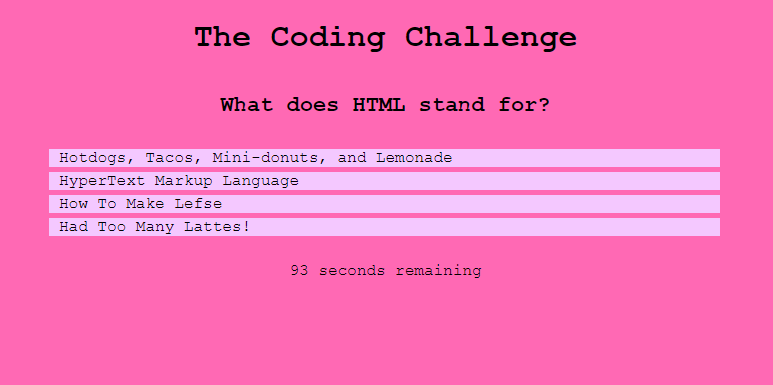 The Coding Challenge
What does HTML stand for?
Hotdogs, Tacos, Mini-donuts, and Lemonade
HyperText Markup Language
How To Make Lefse
Had Too Many Lattes!
93 seconds remaining